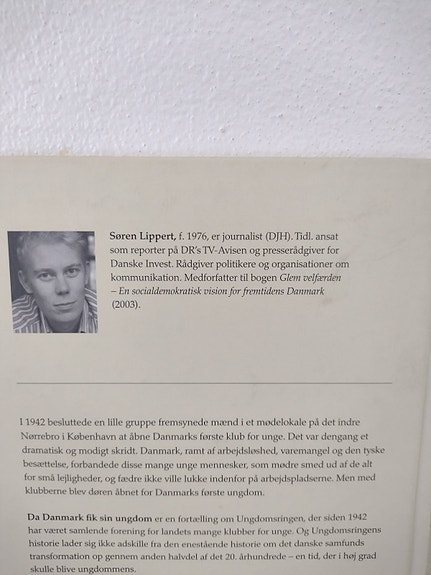 Søren Lippert, f. 1976, er journalist (DJH). Tidl. ansat
som reporter på DR's TV-Avisen og presserådgiver for
Danske Invest. Rådgiver politikere og organisationer om
kommunikation. Medforfatter til bogen Glem velfærden
– En socialdemokratisk vision for fremtidens Danmark
(2003).
I 1942 besluttede en lille gruppe fremsynede mænd i et mødelokale på det indre
Nørrebro i København at åbne Danmarks første klub for unge. Det var dengang et
dramatisk og modigt skridt. Danmark, ramt af arbejdsløshed, varemangel og den tyske
besættelse, forbandede disse mange unge mennesker, som mødre smed ud af de alt
for små lejligheder, og fædre ikke ville lukke indenfor på arbejdspladserne. Men med
klubberne blev døren åbnet for Danmarks første ungdom.
Da Danmark fik sin ungdom er en fortælling om Ungdomsringen, der siden 1942
har været samlende forening for landets mange klubber for unge. Og Ungdomsringens
historie lader sig ikke adskille fra den enestående historie om det danske samfunds
transformation op gennem anden halvdel af det 20. århundrede – en tid, der i høj grad
skulle blive ungdommens.